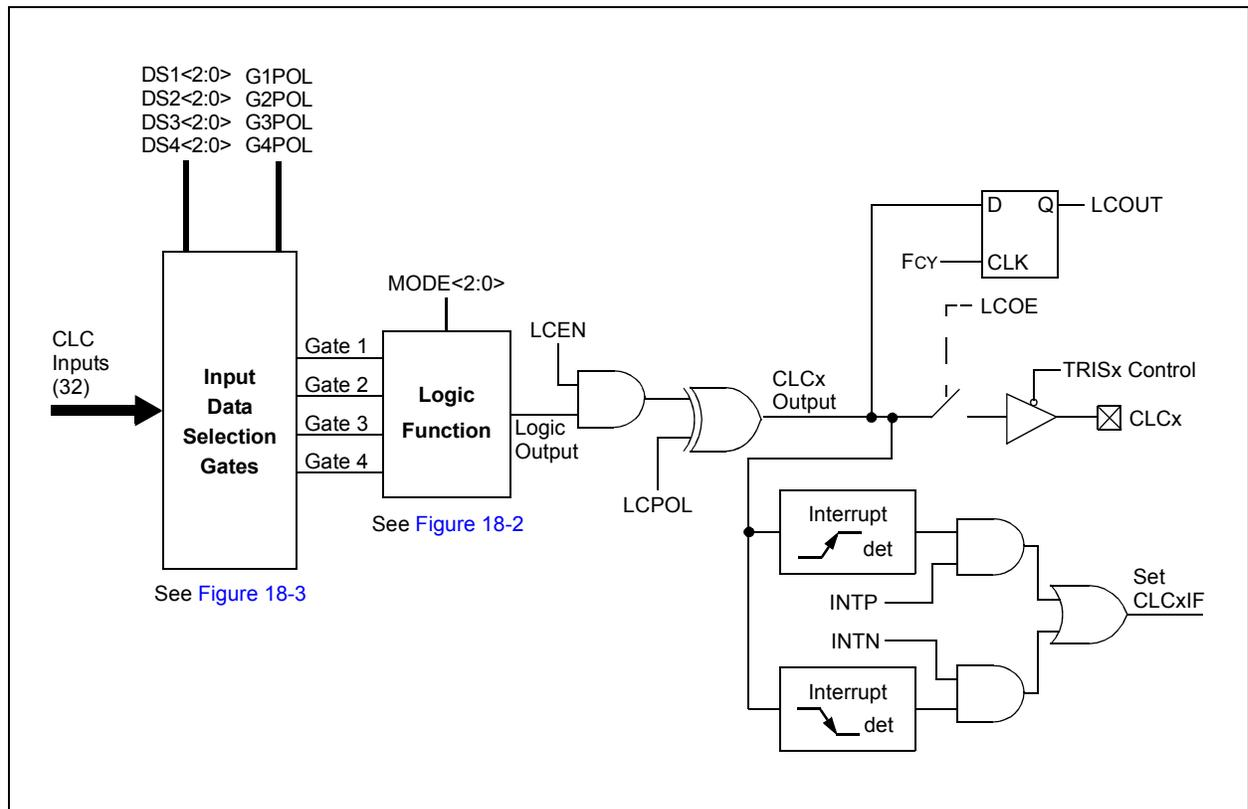 DS1<2:0> G1POL
DS2<2:0> G2POL
DS3<2:0> G3POL
DS4<2:0> G4POL
CLC
Inputs
(32)
Input
Data
Selection
Gates
See Figure 18-3
Gate 1
Gate 2
Gate 3
Gate 4
MODE<2:0>
Logic
Function
See Figure 18-2
Logic
Output
LCEN
LCPOL
CLCx
Output
D Q
CLK
FCY
LCOUT
LCOE
TRISx Control
CLCx
Interrupt
det
INTP
INTN
Interrupt
det
Set
CLCxIF